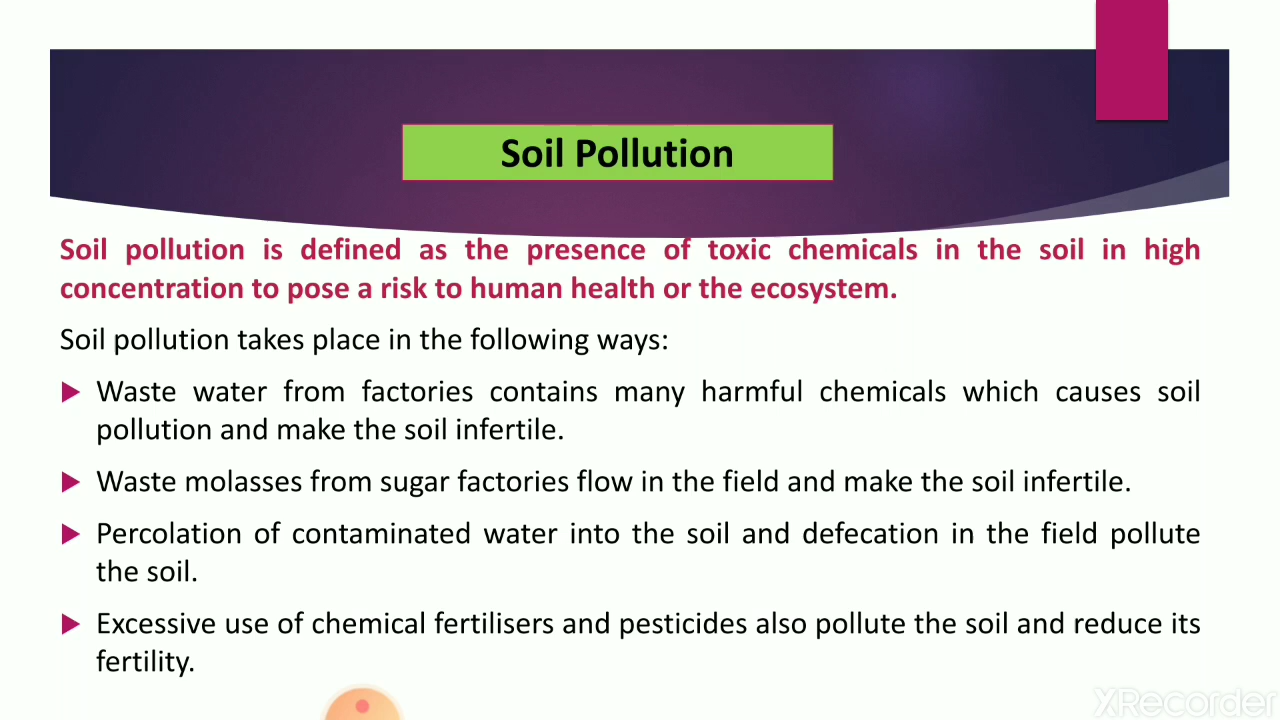 Soil Pollution
Soil pollution is defined as the presence of toxic chemicals in the soil in high
concentration to pose a risk to human health or the ecosystem.
Soil pollution takes place in the following ways:
Waste water from factories contains many harmful chemicals which causes soil
pollution and make the soil infertile.
Waste molasses from sugar factories flow in the field and make the soil infertile.
Percolation of contaminated water into the soil and defecation in the field pollute
the soil.
Excessive use of chemical fertilisers and pesticides also pollute the soil and reduce its
fertility.
XRecorder